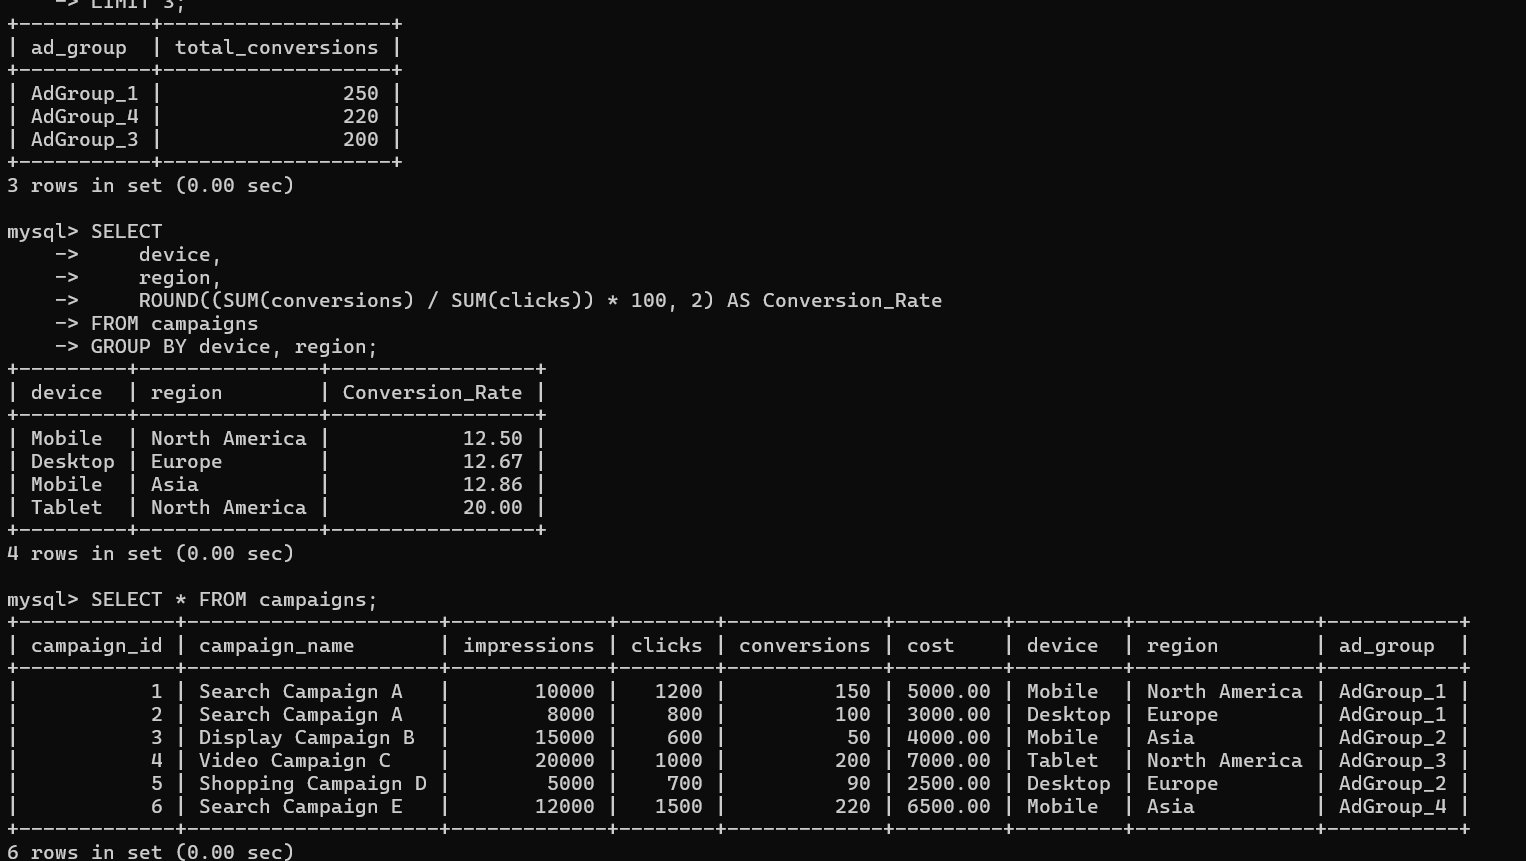 -> LIMIT 3;
+-----------+-------------------+
| ad_group  | total_conversions |
+-----------+-------------------+
| AdGroup_1 |               250 |
| AdGroup_4 |               220 |
| AdGroup_3 |               200 |
+-----------+-------------------+
3 rows in set (0.00 sec)

mysql> SELECT
    ->     device,
    ->     region,
    ->     ROUND((SUM(conversions) / SUM(clicks)) * 100, 2) AS Conversion_Rate
    -> FROM campaigns
    -> GROUP BY device, region;
+---------+---------------+-----------------+
| device  | region        | Conversion_Rate |
+---------+---------------+-----------------+
| Mobile  | North America |           12.50 |
| Desktop | Europe        |           12.67 |
| Mobile  | Asia          |           12.86 |
| Tablet  | North America |           20.00 |
+---------+---------------+-----------------+
4 rows in set (0.00 sec)

mysql> SELECT * FROM campaigns;
+-------------+---------------------+-------------+--------+-------------+---------+---------+---------------+-----------+
| campaign_id | campaign_name       | impressions | clicks | conversions | cost    | device  | region        | ad_group  |
+-------------+---------------------+-------------+--------+-------------+---------+---------+---------------+-----------+
|           1 | Search Campaign A   |       10000 |   1200 |         150 | 5000.00 | Mobile  | North America | AdGroup_1 |
|           2 | Search Campaign A   |        8000 |    800 |         100 | 3000.00 | Desktop | Europe        | AdGroup_1 |
|           3 | Display Campaign B  |       15000 |    600 |          50 | 4000.00 | Mobile  | Asia          | AdGroup_2 |
|           4 | Video Campaign C    |       20000 |   1000 |         200 | 7000.00 | Tablet  | North America | AdGroup_3 |
|           5 | Shopping Campaign D |        5000 |    700 |          90 | 2500.00 | Desktop | Europe        | AdGroup_2 |
|           6 | Search Campaign E   |       12000 |   1500 |         220 | 6500.00 | Mobile  | Asia          | AdGroup_4 |
+-------------+---------------------+-------------+--------+-------------+---------+---------+---------------+-----------+
6 rows in set (0.00 sec)